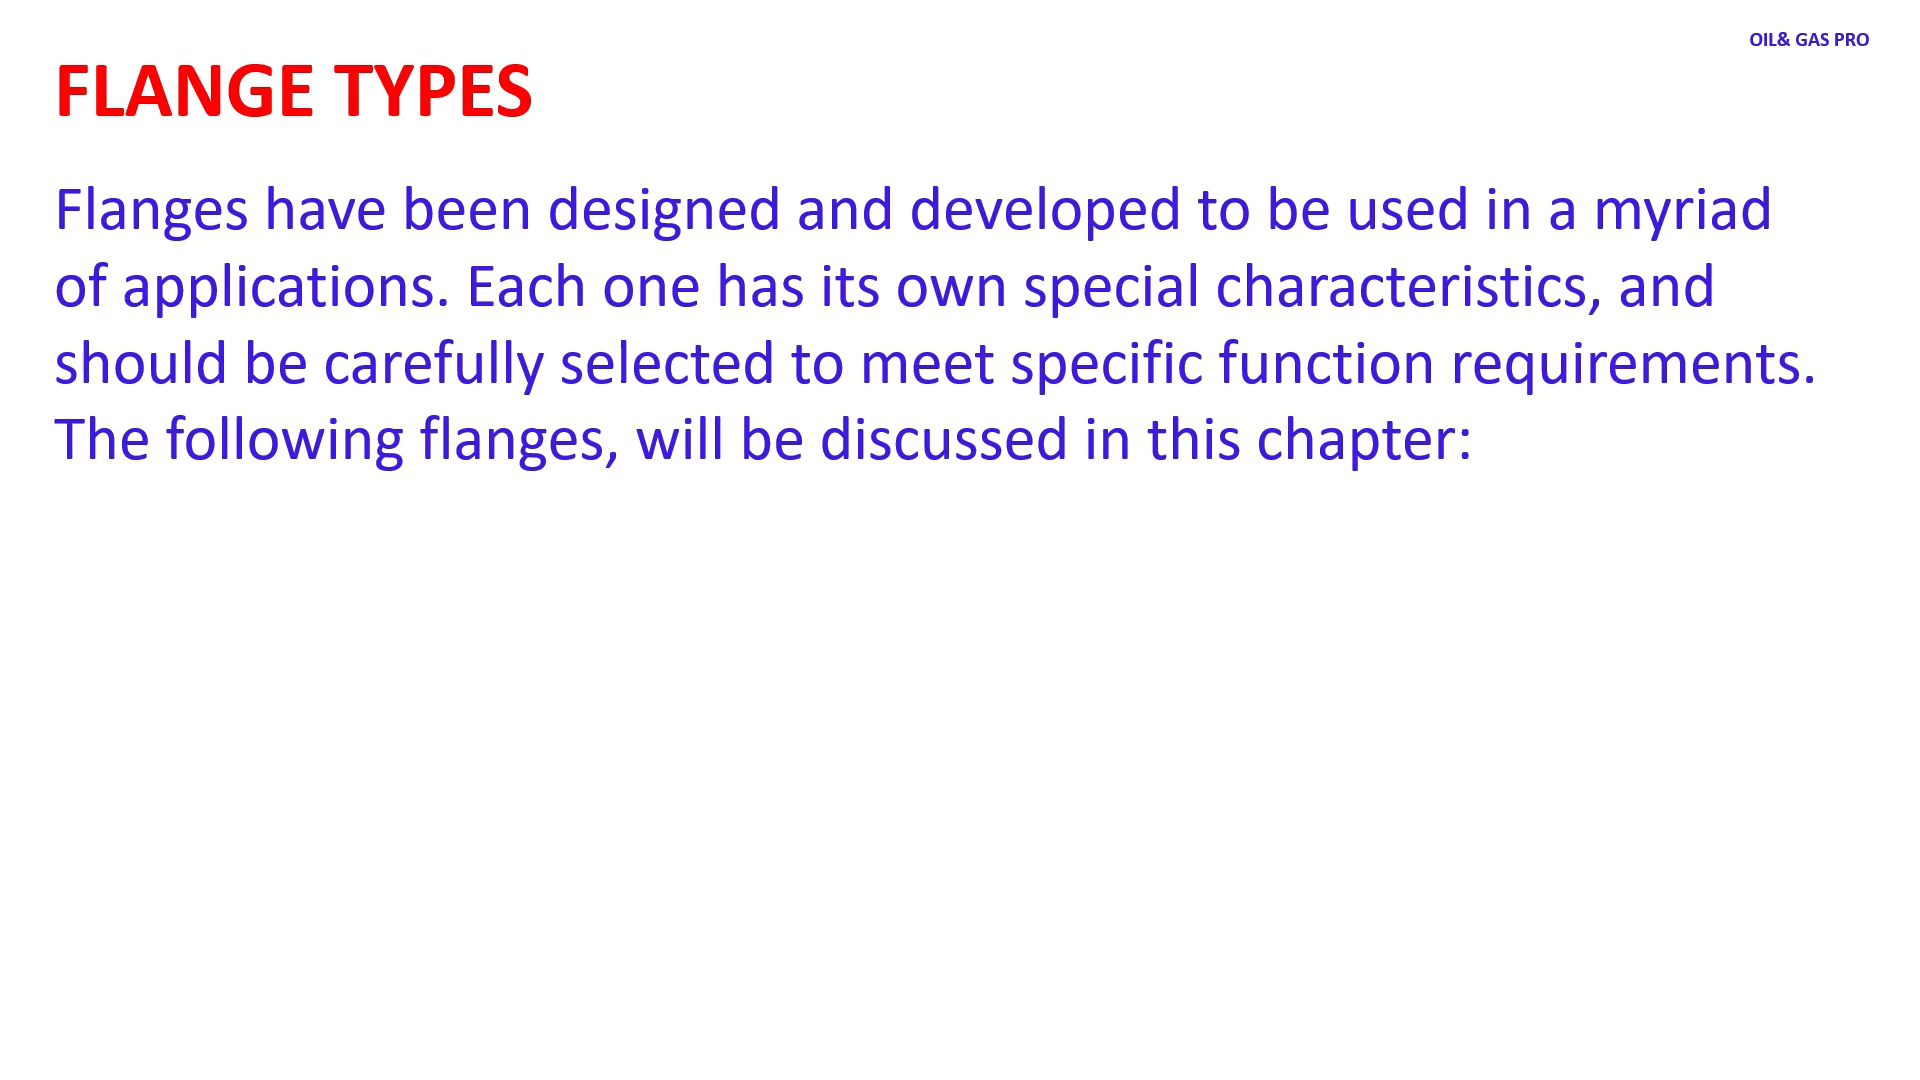 OIL& GAS PRO
FLANGE TYPES
Flanges have been designed and developed to be used in a myriad
of applications. Each one has its own special characteristics, and
should be carefully selected to meet specific function requirements.
The following flanges, will be discussed in this chapter: